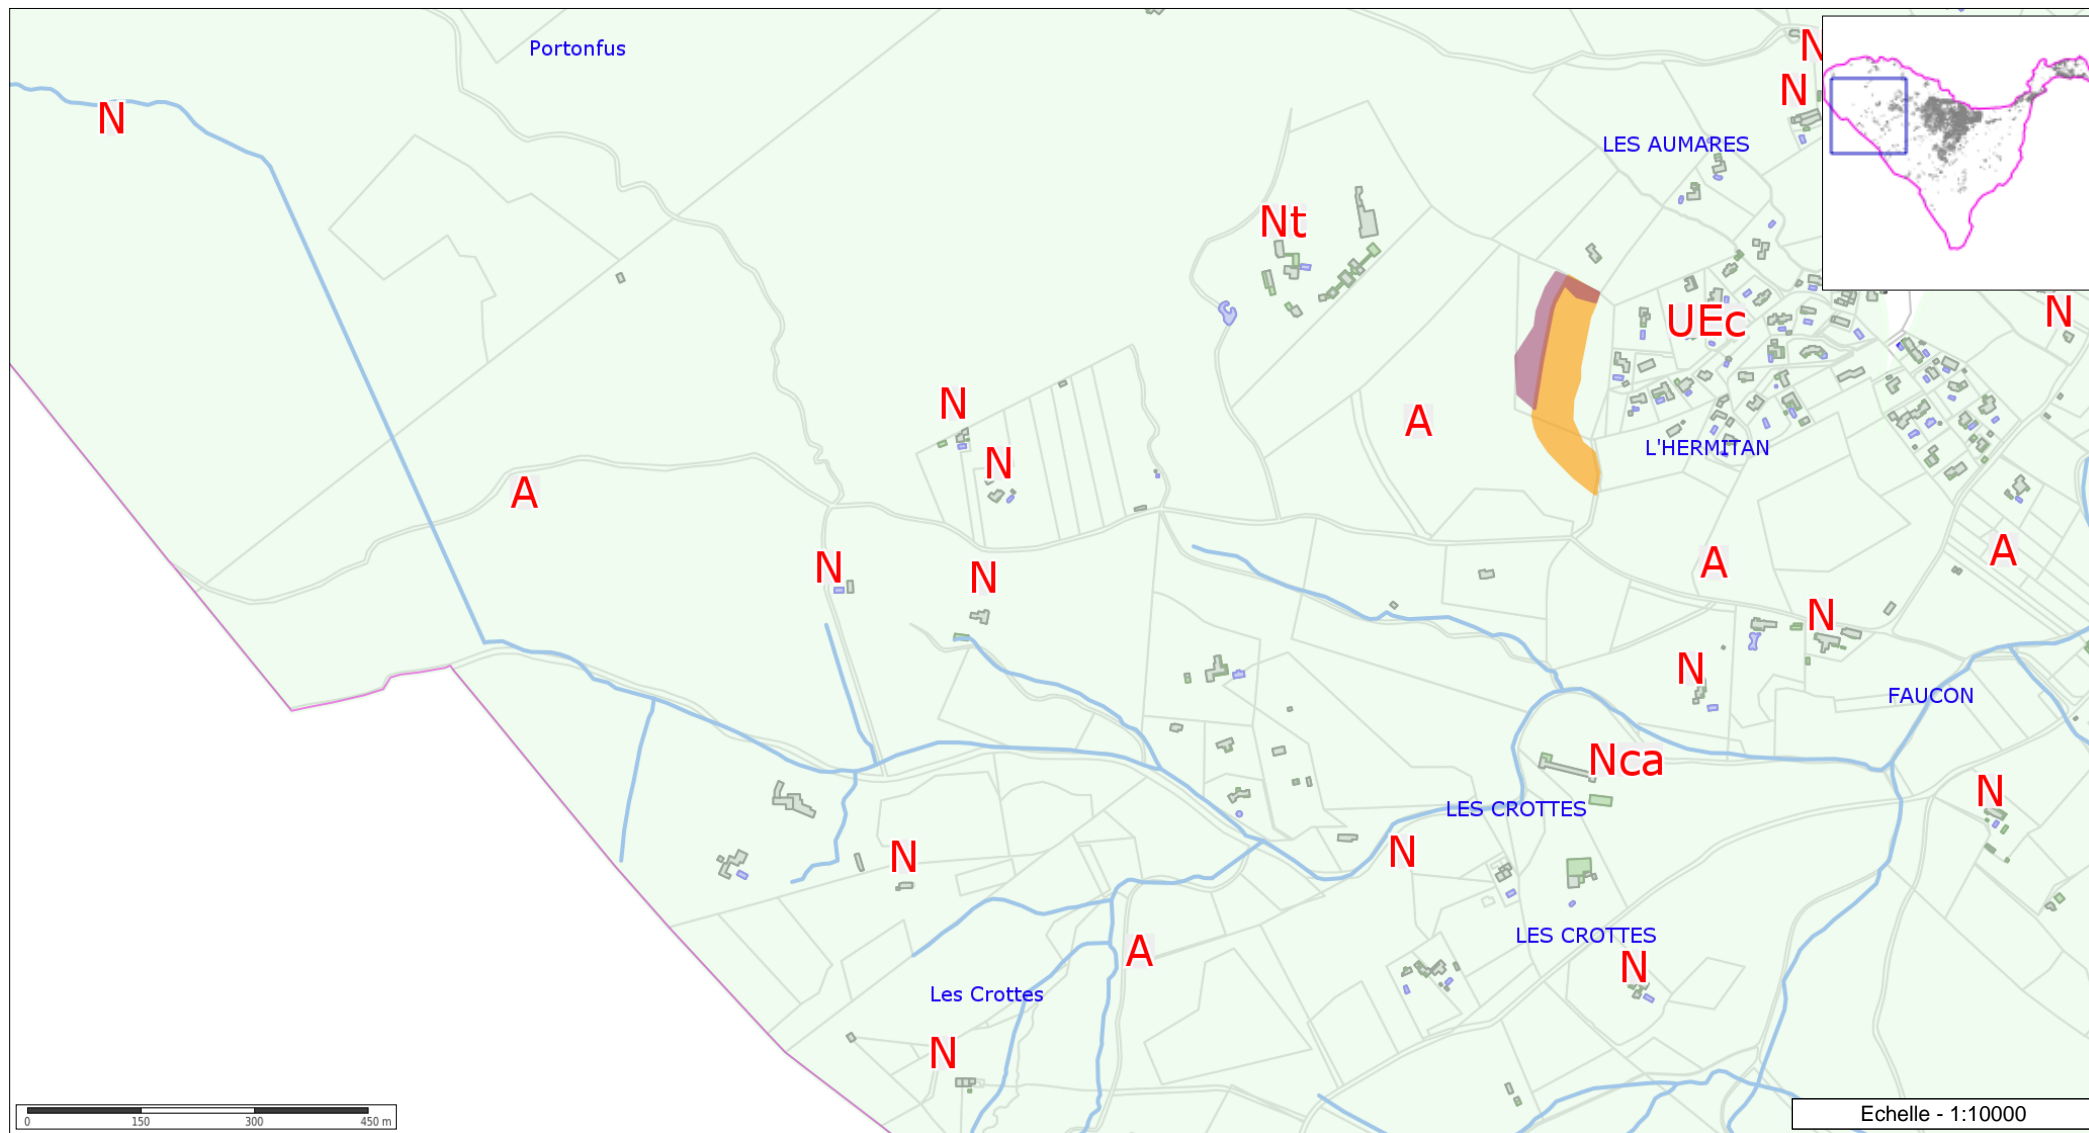 Portonfus
N
N
N
LES AUMARES
Nt
UEc
N
N
A
L'HERMITAN
N
A
A
A
N
N
N
N
FAUCON
Nca
N
LES CROTTES
N
N
LES CROTTES
A
N
Les Crottes
N
0 150 300 450 m
Echelle - 1:10000